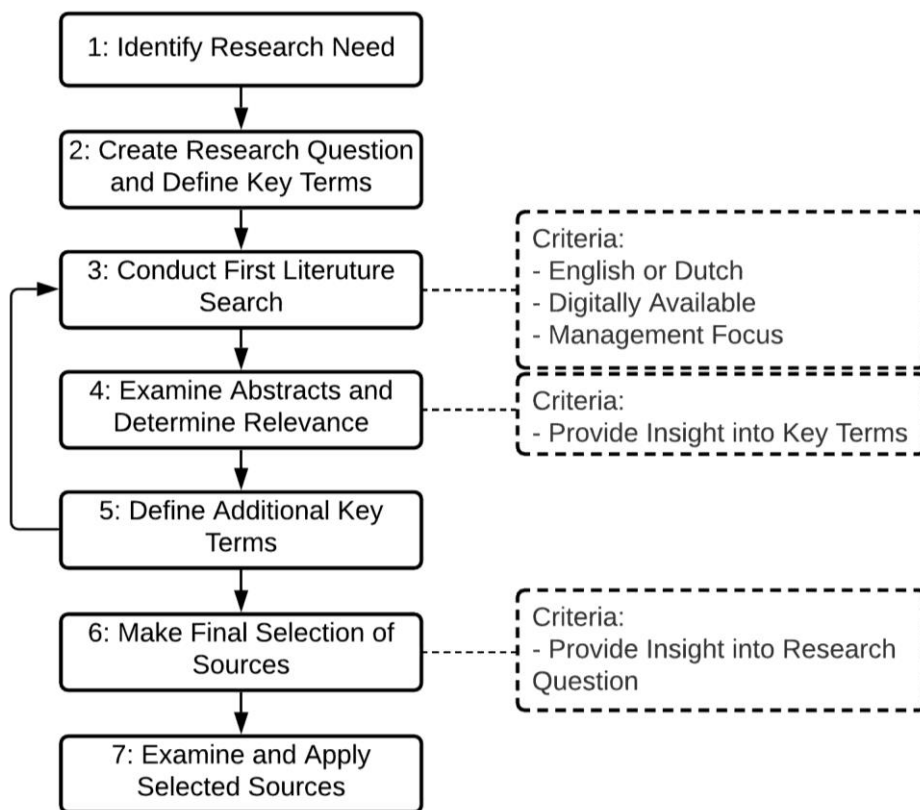 1: Identify Research Need
2: Create Research Question
and Define Key Terms
3: Conduct First Literuture
Search
Criteria:
- English or Dutch
- Digitally Available
- Management Focus
4: Examine Abstracts and
Determine Relevance
Criteria:
- Provide Insight into Key Terms
5: Define Additional Key
Terms
6: Make Final Selection of
Sources
Criteria:
- Provide Insight into Research
Question
7: Examine and Apply
Selected Sources